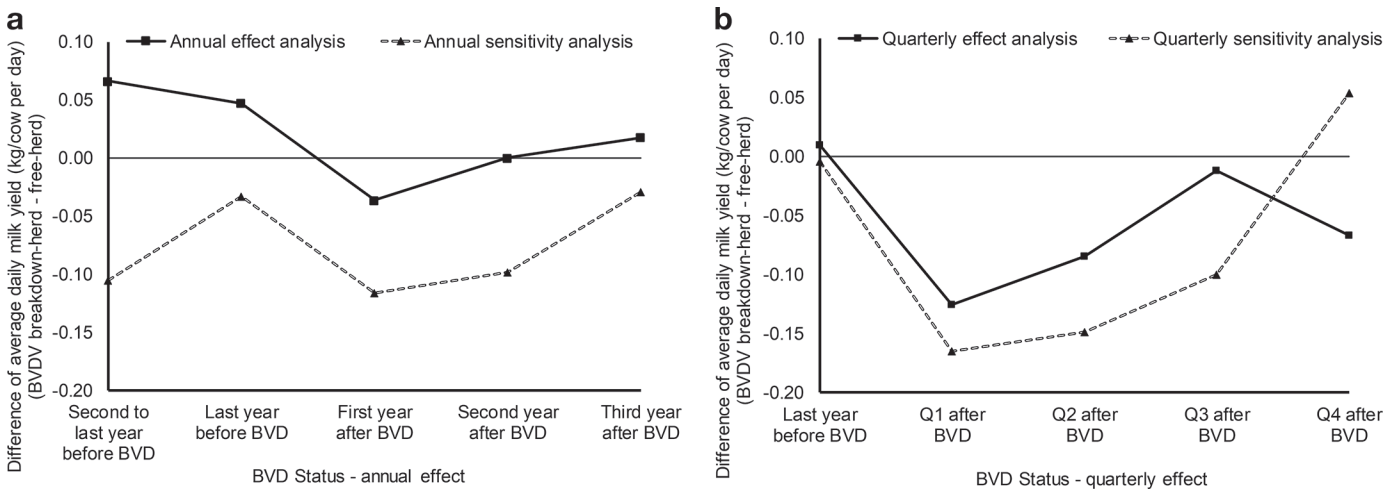 a
Annual effect analysis
Annual sensitivity analysis
Difference of average daily milk yield (kg/cow per day)
(BVDV breakdown-herd - free-herd)
0.10
0.05
0.00
-0.05
-0.10
-0.15
-0.20
Second to
last year
before BVD
Last year
before BVD
First year
after BVD
Second year
after BVD
Third year
after BVD
BVD Status - annual effect
b
Quarterly effect analysis
Quarterly sensitivity analysis
Difference of average daily milk yield (kg/cow per day)
(BVDV breakdown-herd - free-herd)
0.10
0.05
0.00
-0.05
-0.10
-0.15
-0.20
Last year
before BVD
Q1 after
BVD
Q2 after
BVD
Q3 after
BVD
Q4 after
BVD
BVD Status - quarterly effect